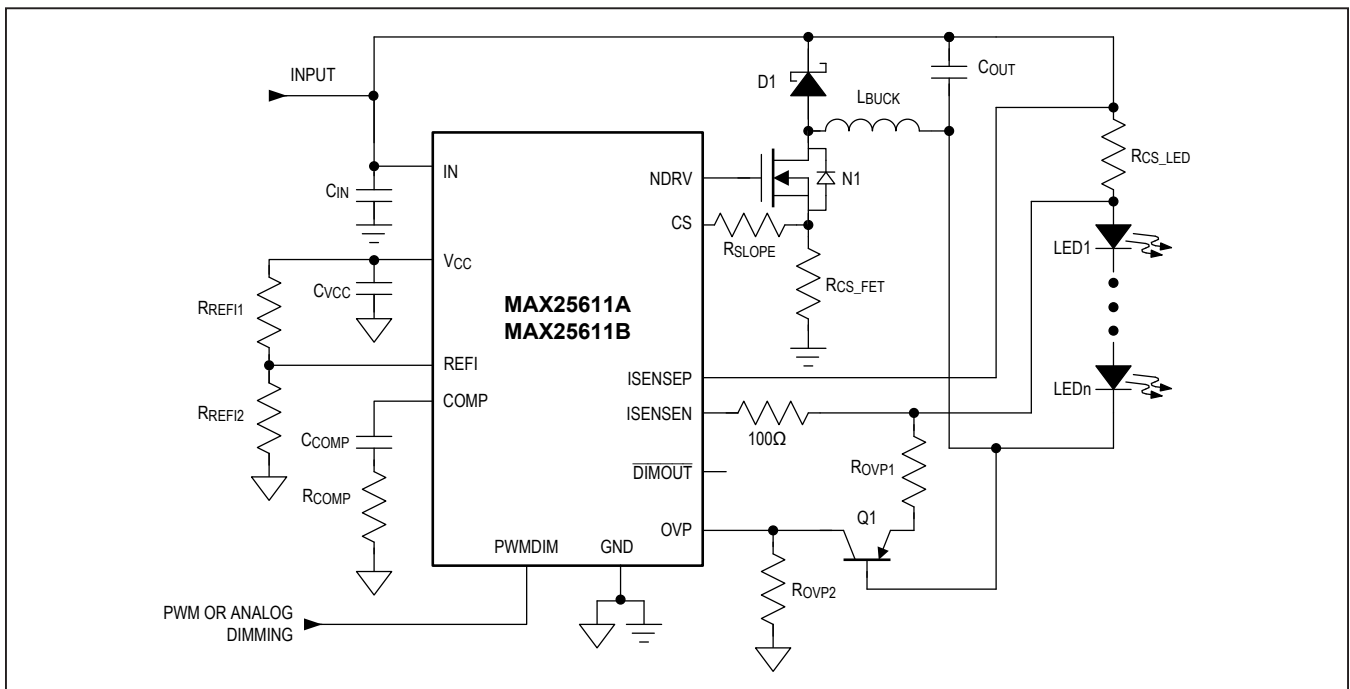 INPUT
D1
COUT
LBUCK
RCS_LED
IN
NDRV
N1
CIN
CS
RSLOPE
LED1
VCC
CVCC
RCS_FET
RREFI1
MAX25611A
MAX25611B
REFI
ISENSEP
LEDn
COMP
ISENSEN
RREFI2
100Ω
CCOMP
ROVP1
DIMOUT
RCOMP
Q1
OVP
PWMDIM
GND
ROVP2
PWM OR ANALOG
DIMMING